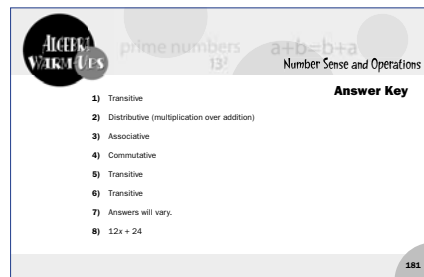 ALGEBRA
WARM-UPS
prime numbers
13²
a+b=b+a
Number Sense and Operations
Answer Key
1) Transitive
2) Distributive (multiplication over addition)
3) Associative
4) Commutative
5) Transitive
6) Transitive
7) Answers will vary.
8) 12x + 24
181